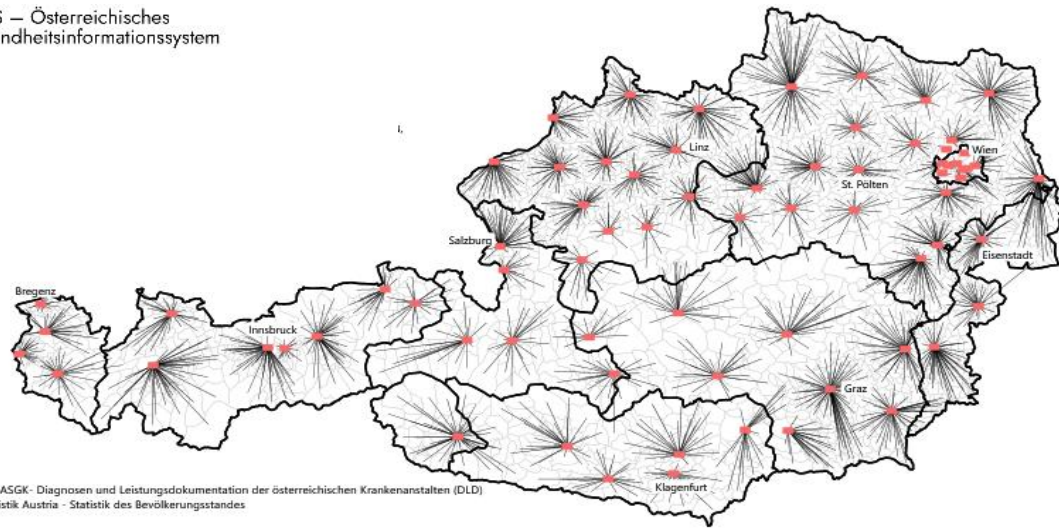 S – Österreichisches
ndheitsinformationssystem
Linz
Wien
St. Pölten
Salzburg
Eisenstadt
Bregenz
Innsbruck
Graz
Klagenfurt
ASGK- Diagnosen und Leistungsdokumentation der österreichischen Krankenanstalten (DLD)
istik Austria - Statistik des Bevölkerungsstandes